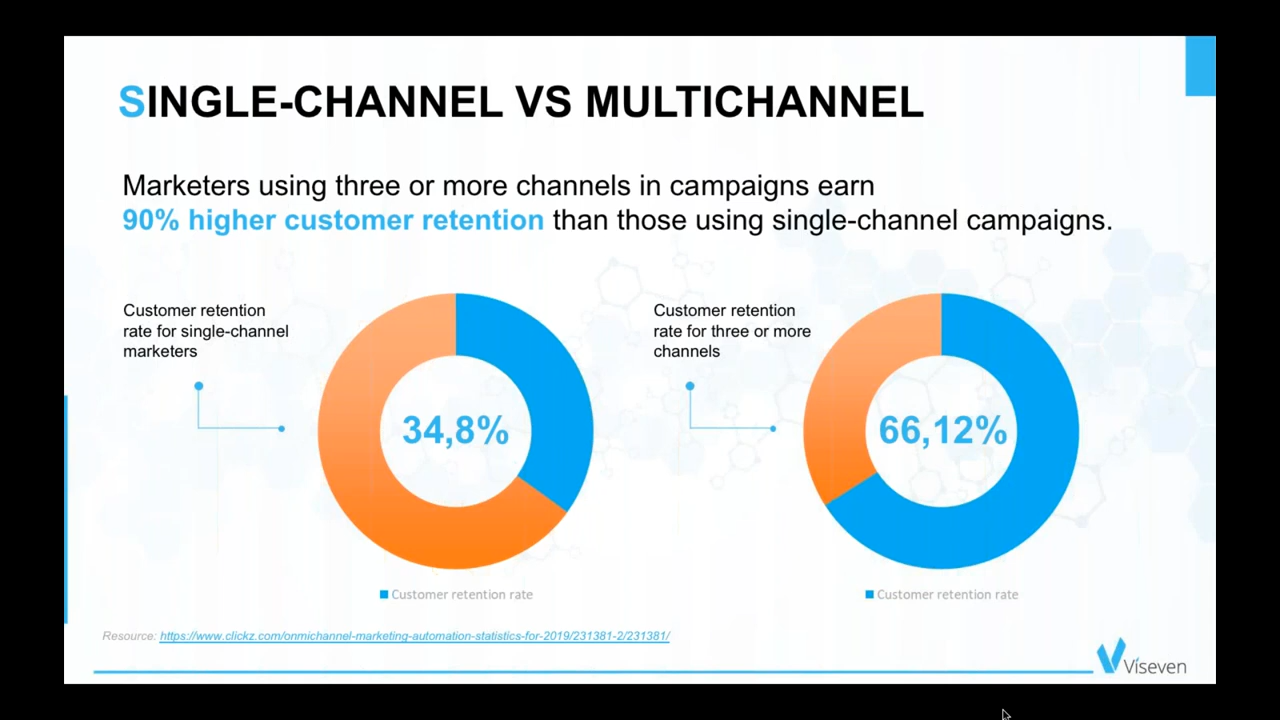 SINGLE-CHANNEL VS MULTICHANNEL
Marketers using three or more channels in campaigns earn
90% higher customer retention than those using single-channel campaigns.
Customer retention
rate for single-channel
marketers
34,8%
Customer retention rate
Customer retention
rate for three or more
channels
66,12%
Customer retention rate
Resource: https://www.clickz.com/onmichannel-marketing-automation-statistics-for-2019/231381-2/231381/
Viseven